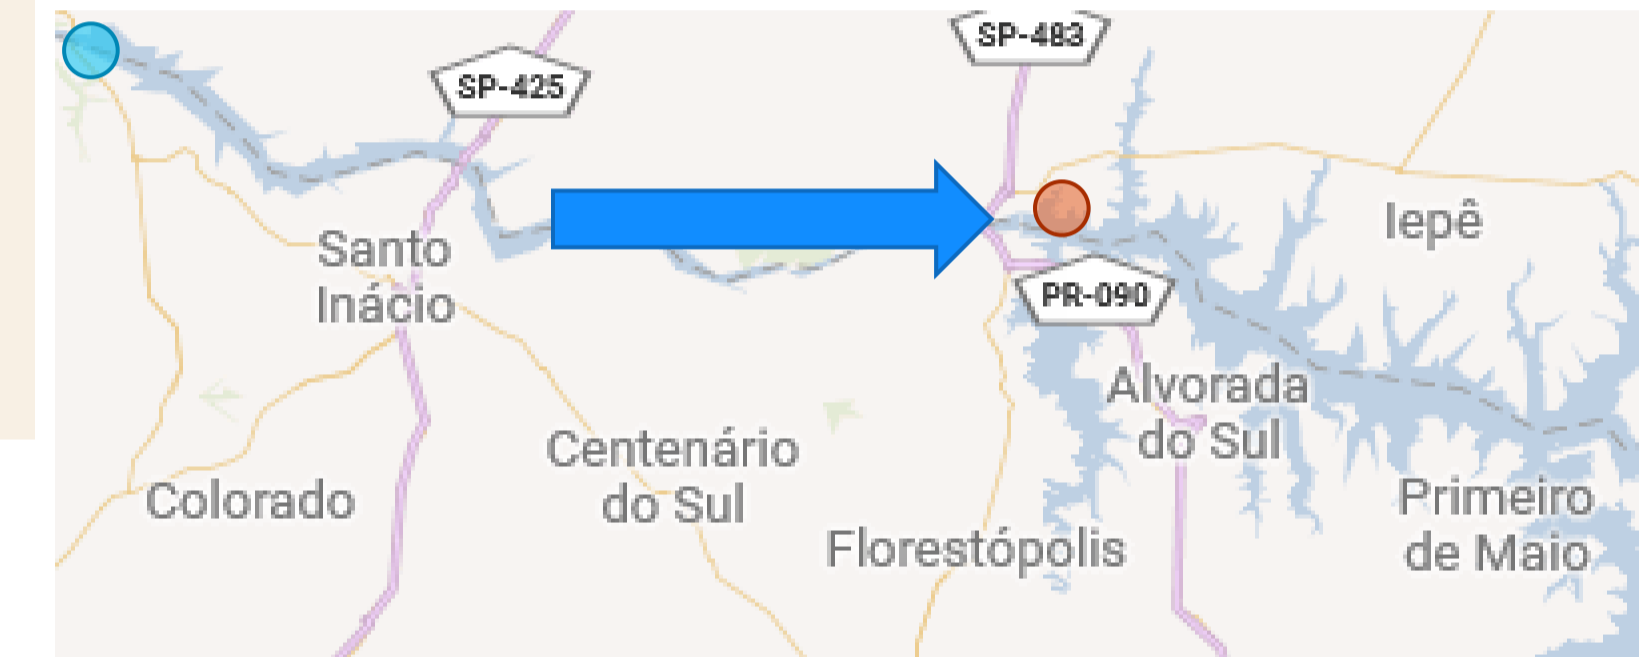 SP-483
SP-425
Iepê
Santo
Inácio
PR-090
Alvorada
do Sul
Centenário
do Sul
Colorado
Primeiro
de Maio
Florestópolis